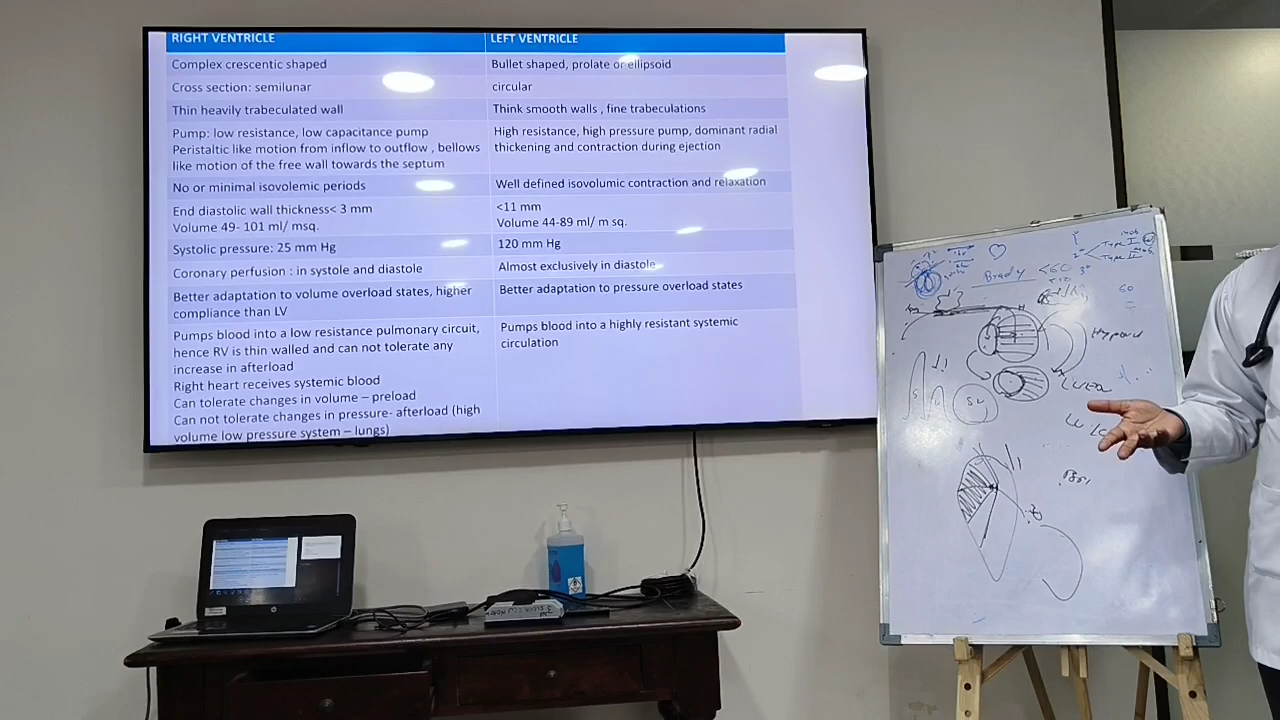 RIGHT VENTRICLE
LEFT VENTRICLE
Complex crescentic shaped
Bullet shaped, prolate or ellipsoid
Cross section: semilunar
circular
Thin heavily trabeculated wall
Think smooth walls , fine trabeculations
Pump: low resistance, low capacitance pump
Peristaltic like motion from inflow to outflow , bellows
like motion of the free wall towards the septum
High resistance, high pressure pump, dominant radial
thickening and contraction during ejection
No or minimal isovolemic periods
Well defined isovolumic contraction and relaxation
End diastolic wall thickness< 3 mm
Volume 49- 101 ml/ msq.
<11 mm
Volume 44-89 ml/ m sq.
Systolic pressure: 25 mm Hg
120 mm Hg
Coronary perfusion : in systole and diastole
Almost exclusively in diastole
Better adaptation to volume overload states, higher
compliance than LV
Better adaptation to pressure overload states
Pumps blood into a low resistance pulmonary circuit,
hence RV is thin walled and can not tolerate any
increase in afterload
Right heart receives systemic blood
Can tolerate changes in volume – preload
Can not tolerate changes in pressure- afterload (high
volume low pressure system – lungs)
Pumps blood into a highly resistant systemic
circulation
Brady <60 3°
2° Type I
Type II
60